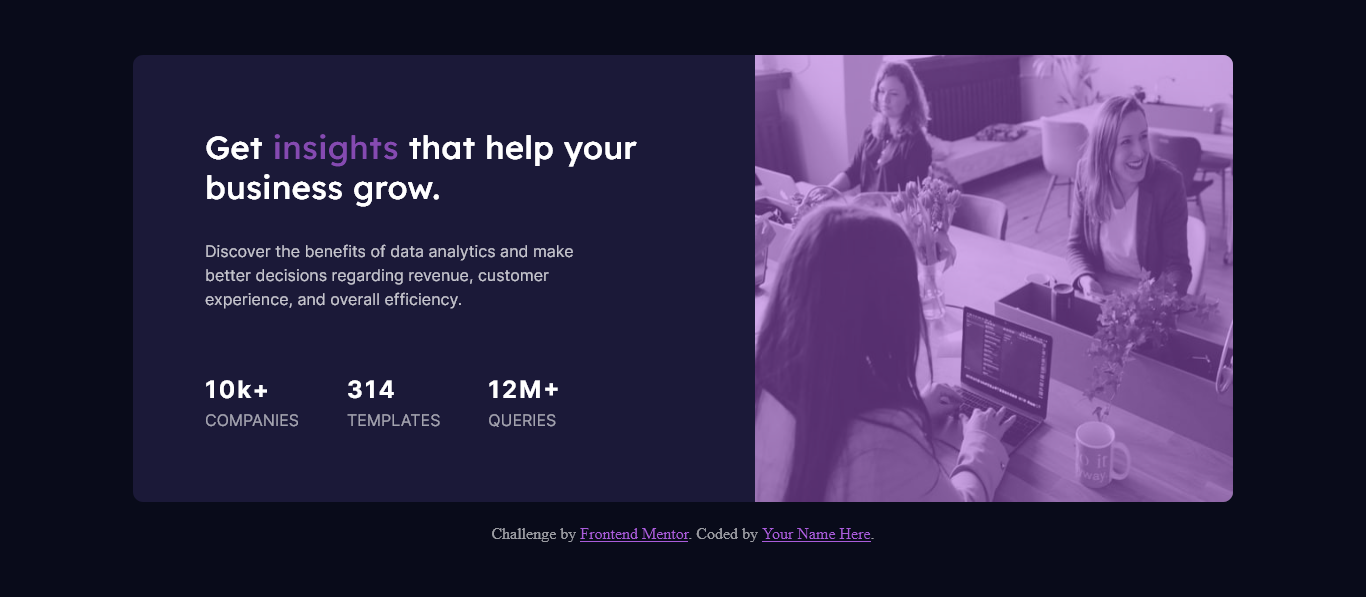 Get insights that help your
business grow.
Discover the benefits of data analytics and make
better decisions regarding revenue, customer
experience, and overall efficiency.
10k+ 314 12M+
COMPANIES TEMPLATES QUERIES
Challenge by Frontend Mentor. Coded by Your Name Here.